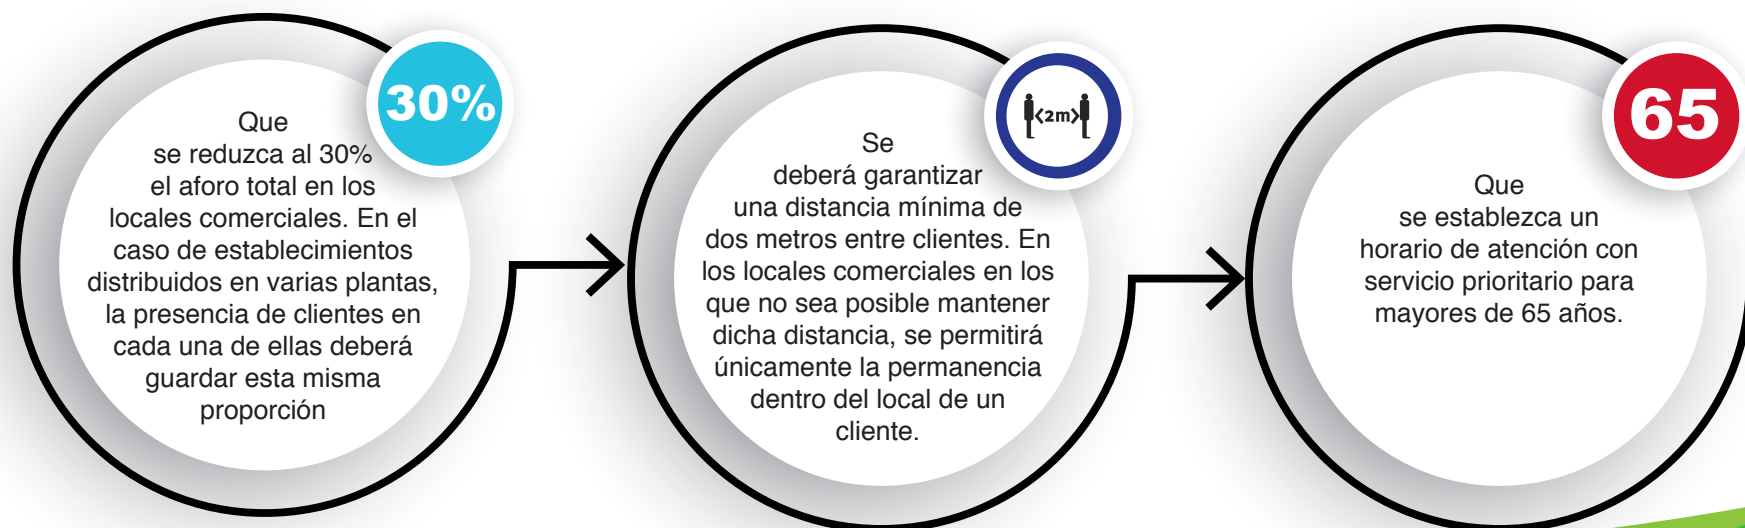 30%
Que
se reduzca al 30%
el aforo total en los
locales comerciales. En el
caso de establecimientos
distribuidos en varias plantas,
la presencia de clientes en
cada una de ellas deberá
guardar esta misma
proporción
<2m>
Se
deberá garantizar
una distancia mínima de
dos metros entre clientes. En
los locales comerciales en los
que no sea posible mantener
dicha distancia, se permitirá
únicamente la permanencia
dentro del local de un
cliente.
65
Que
se establezca un
horario de atención con
servicio prioritario para
mayores de 65 años.